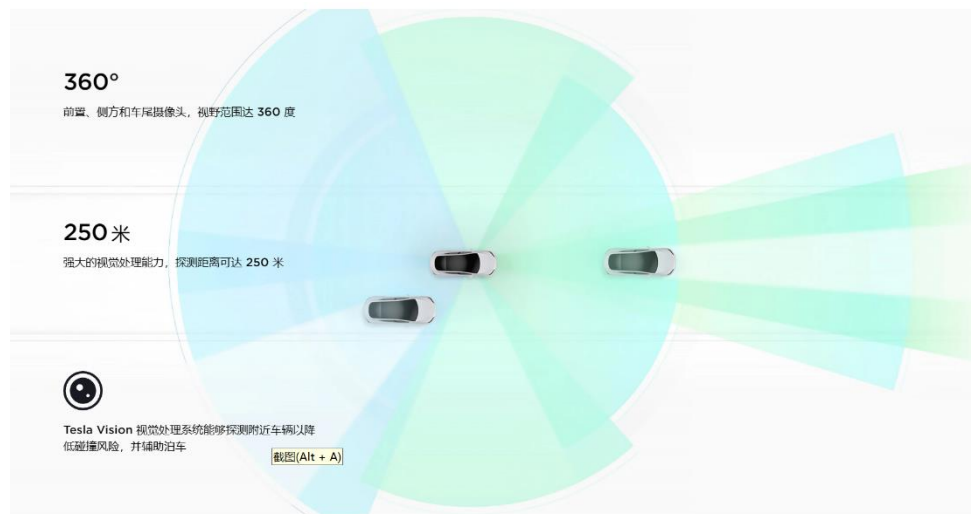 360°
前置、侧方和车尾摄像头，视野范围达 360 度
250 米
强大的视觉处理能力，探测距离可达 250 米
Tesla Vision 视觉处理系统能够探测附近车辆以降
低碰撞风险，并辅助泊车
截图(Alt + A)